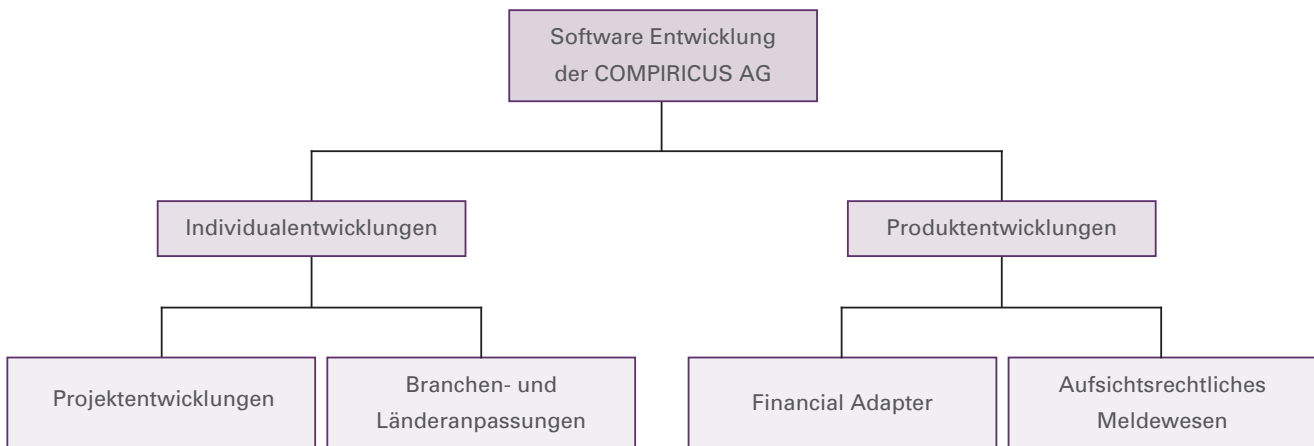 Software Entwicklung
der COMPIRICUS AG
Individualentwicklungen
Produktentwicklungen
Projektentwicklungen
Branchen- und
Länderanpassungen
Financial Adapter
Aufsichtsrechtliches
Meldewesen